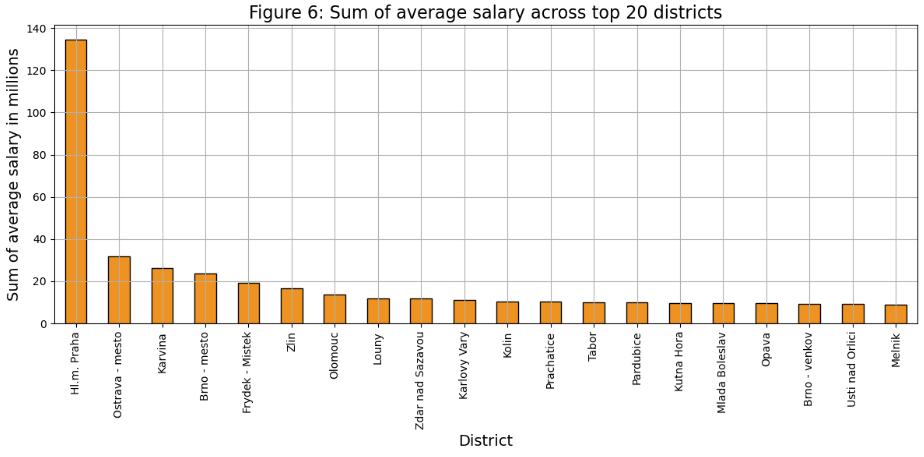 Figure 6: Sum of average salary across top 20 districts
Sum of average salary in millions
140
120
100
80
60
40
20
0
Hl.m. Praha
Ostrava - mesto
Karvina
Brno - mesto
Frydek - Mistek
Zlin
Olomouc
Louny
Zdar nad Sazavou
Karlovy Vary
Kolin
Prachatice
Tabor
Pardubice
Kutna Hora
Mlada Boleslav
Opava
Brno - venkov
Usti nad Orlici
Melnik
District